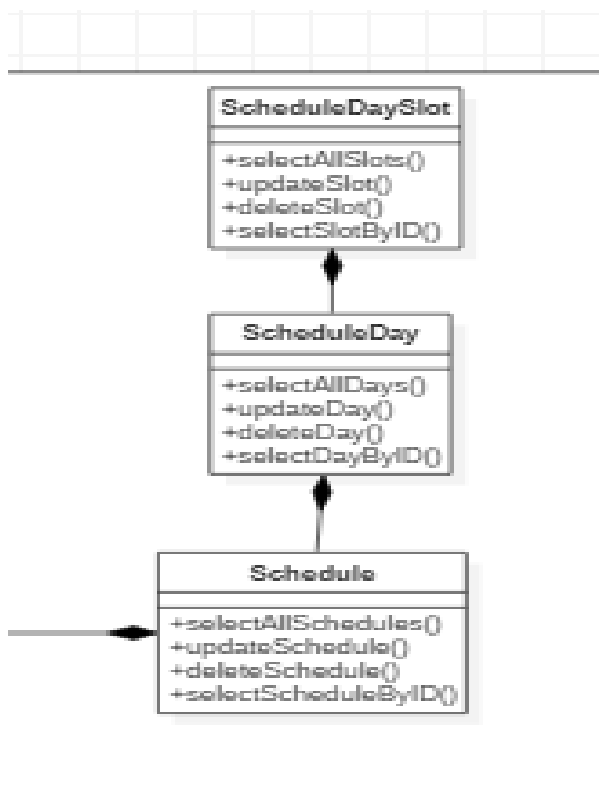 ScheduleDaySlot
+selectAllSlots()
+updateSlot()
+deleteSlot()
+selectSlotByID()
ScheduleDay
+selectAllDays()
+updateDay()
+deleteDay()
+selectDayByID()
Schedule
+selectAllSchedules()
+updateSchedule()
+deleteSchedule()
+selectScheduleByID()